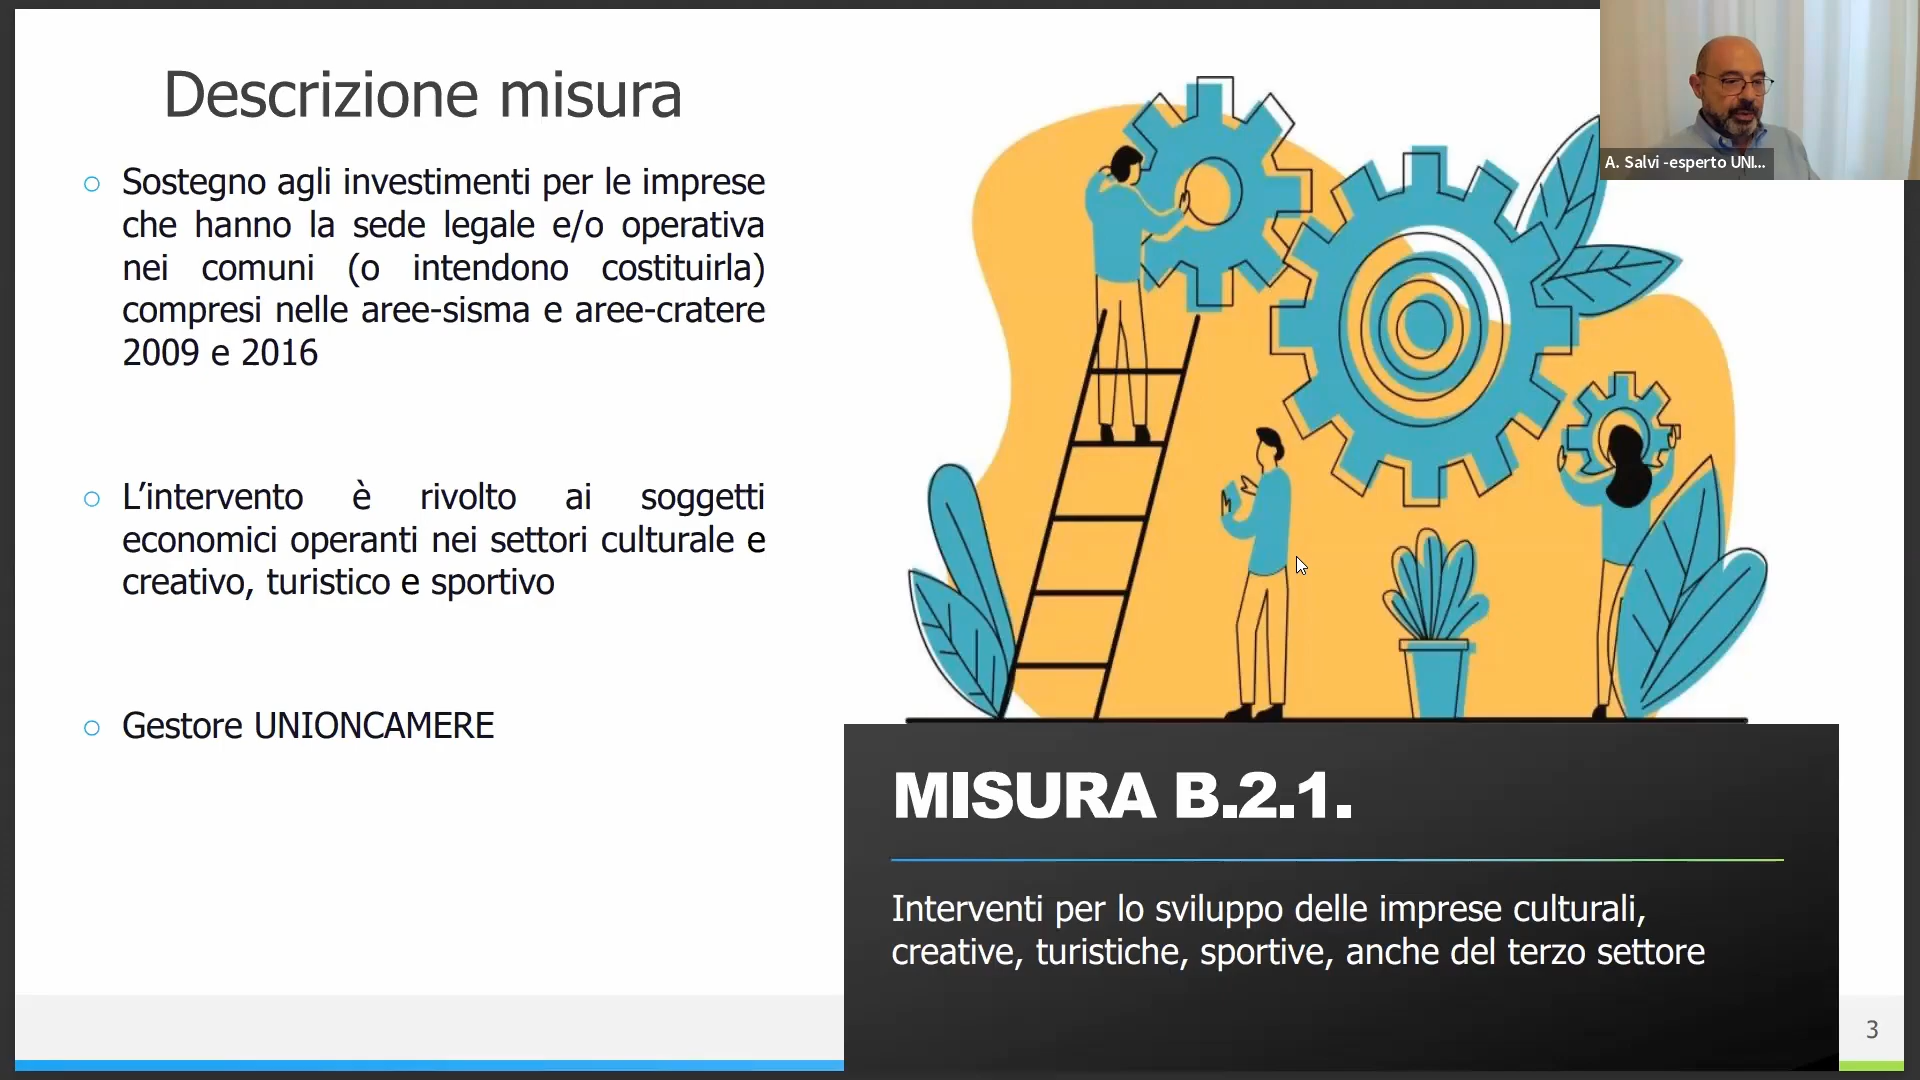 Descrizione misura
Sostegno agli investimenti per le imprese
che hanno la sede legale e/o operativa
nei comuni (o intendono costituirla)
compresi nelle aree-sisma e aree-cratere
2009 e 2016
L’intervento è rivolto ai soggetti
economici operanti nei settori culturale e
creativo, turistico e sportivo
Gestore UNIONCAMERE
A. Salvi -esperto UNI...
MISURA B.2.1.
Interventi per lo sviluppo delle imprese culturali,
creative, turistiche, sportive, anche del terzo settore
3